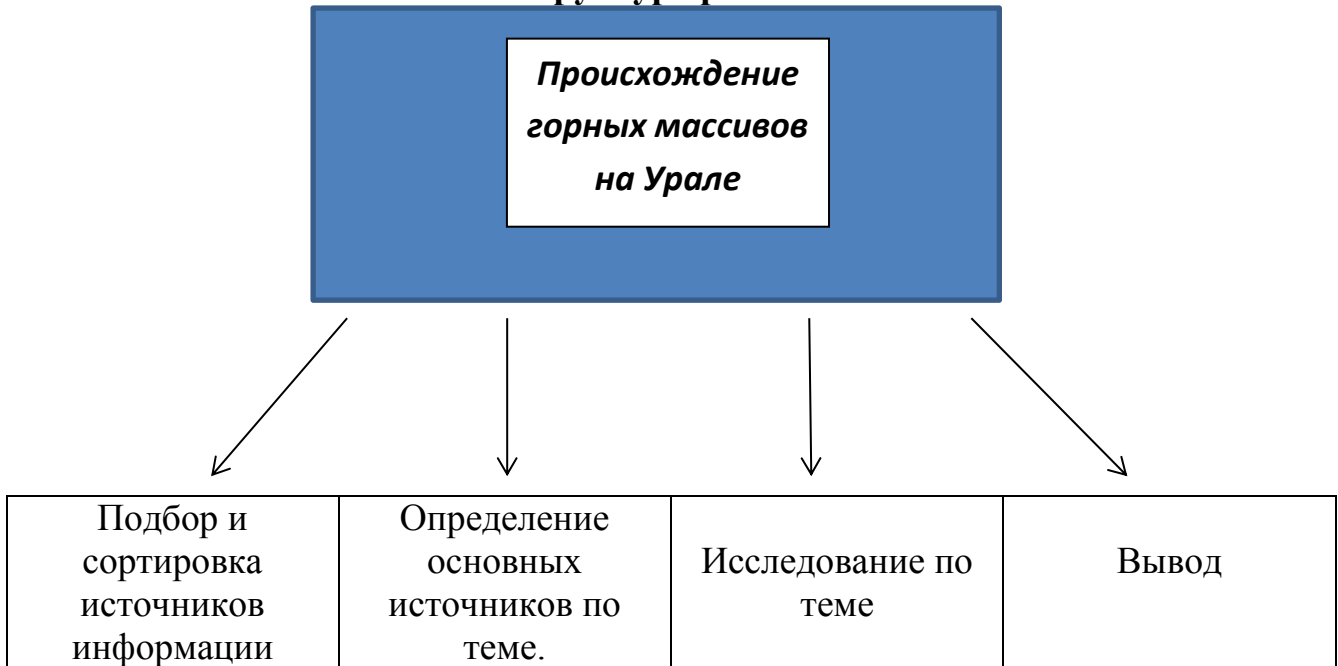 Происхождение
горных массивов
на Урале
Подбор и
сортировка
источников
информации
Определение
основных
источников по
теме.
Исследование по
теме
Вывод